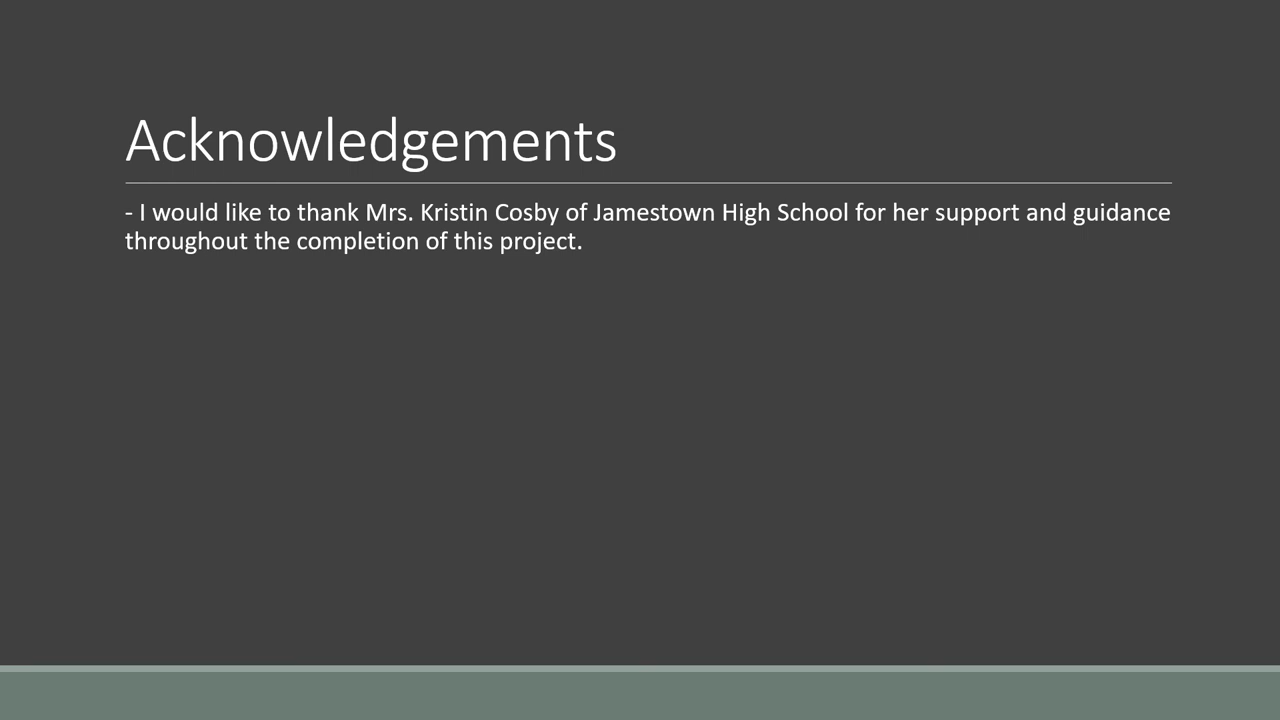 Acknowledgements
- I would like to thank Mrs. Kristin Cosby of Jamestown High School for her support and guidance
throughout the completion of this project.